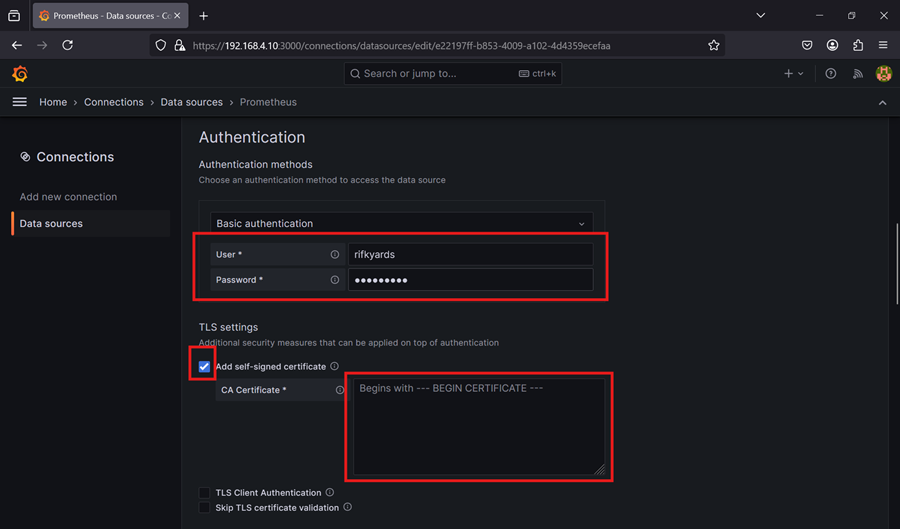 Prometheus - Data sources - Co
https://192.168.4.10:3000/connections/datasources/edit/e22197ff-b853-4009-a102-4d4359ecefaa
Search or jump to... ctrl+k
Home › Connections › Data sources › Prometheus
Connections
Add new connection
Data sources
Authentication
Authentication methods
Choose an authentication method to access the data source
Basic authentication
User * rifkyards
Password * •••••••••
TLS settings
Additional security measures that can be applied on top of authentication
Add self-signed certificate
CA Certificate * Begins with --- BEGIN CERTIFICATE ---
TLS Client Authentication
Skip TLS certificate validation